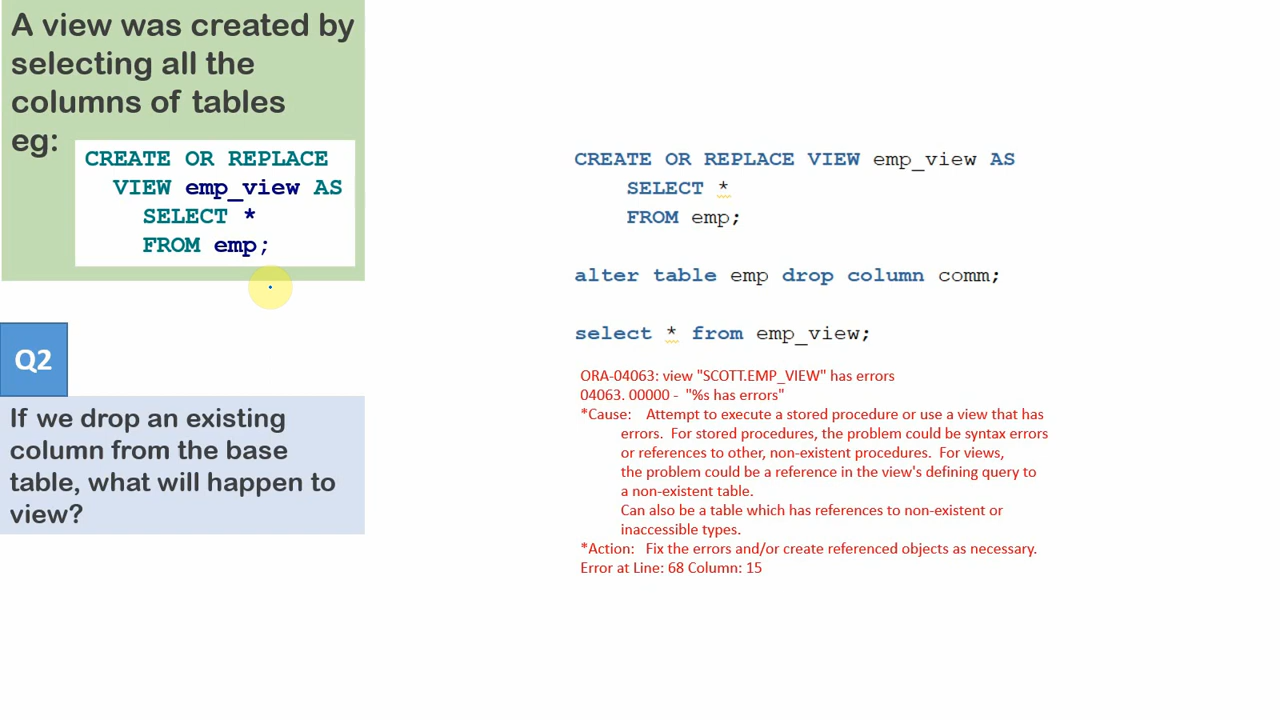 A view was created by
selecting all the
columns of tables
eg:
CREATE OR REPLACE
VIEW emp_view AS
SELECT *
FROM emp;
Q2
If we drop an existing
column from the base
table, what will happen to
view?
CREATE OR REPLACE VIEW emp_view AS
SELECT *
FROM emp;
alter table emp drop column comm;
select * from emp_view;
ORA-04063: view "SCOTT.EMP_VIEW" has errors
04063. 00000 - "%s has errors"
*Cause: Attempt to execute a stored procedure or use a view that has
errors. For stored procedures, the problem could be syntax errors
or references to other, non-existent procedures. For views,
the problem could be a reference in the view's defining query to
a non-existent table.
Can also be a table which has references to non-existent or
inaccessible types.
*Action: Fix the errors and/or create referenced objects as necessary.
Error at Line: 68 Column: 15